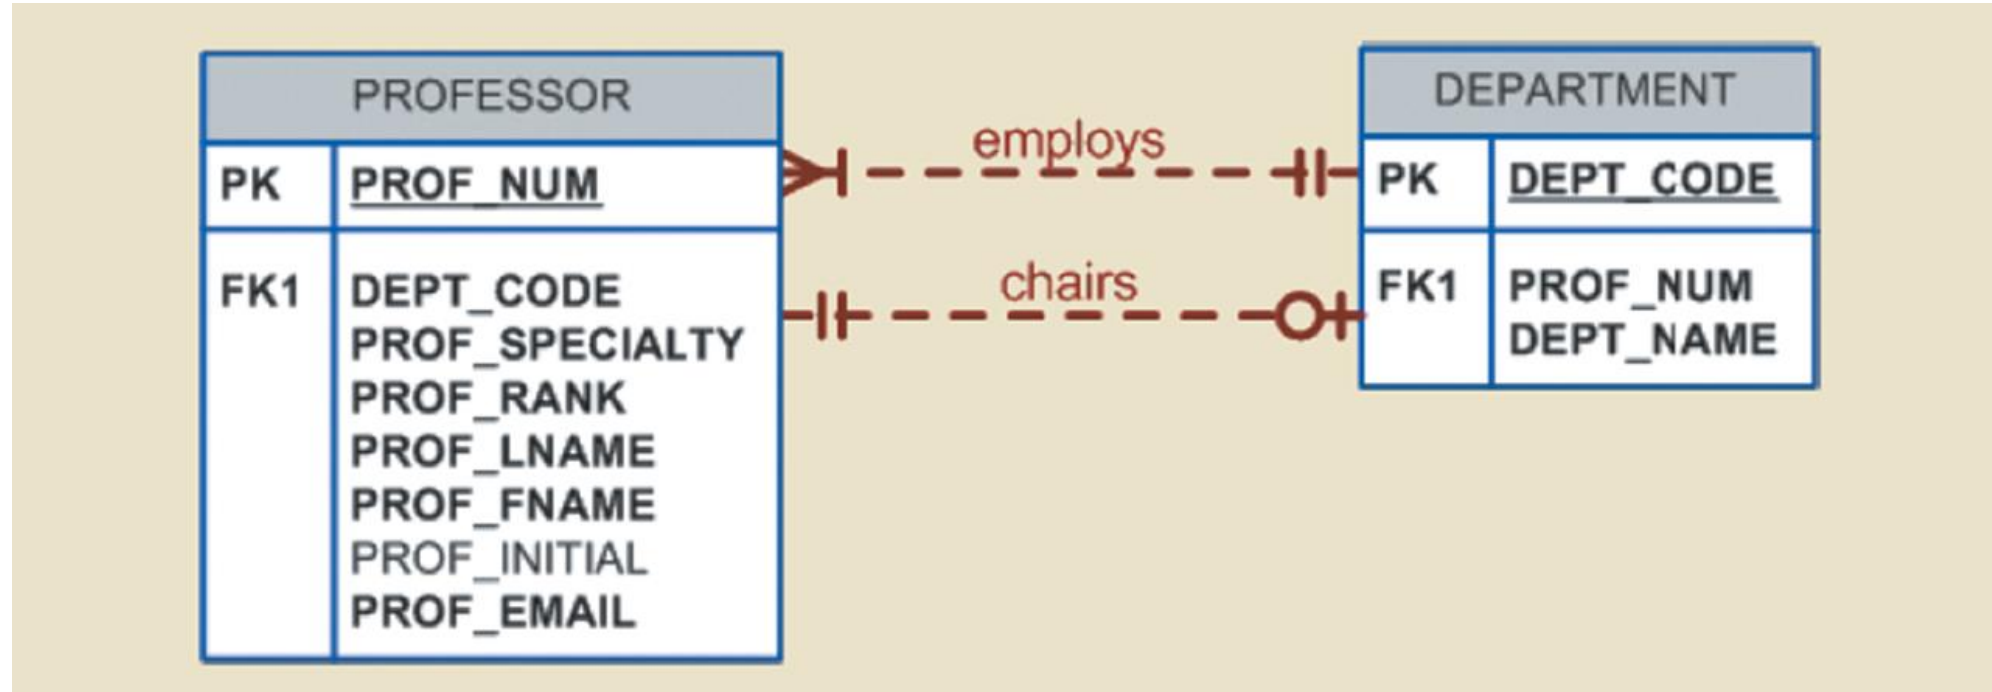 PROFESSOR
PK PROF_NUM
FK1 DEPT_CODE
PROF_SPECIALTY
PROF_RANK
PROF_LNAME
PROF_FNAME
PROF_INITIAL
PROF_EMAIL
employs
chairs
DEPARTMENT
PK DEPT_CODE
FK1 PROF_NUM
DEPT_NAME